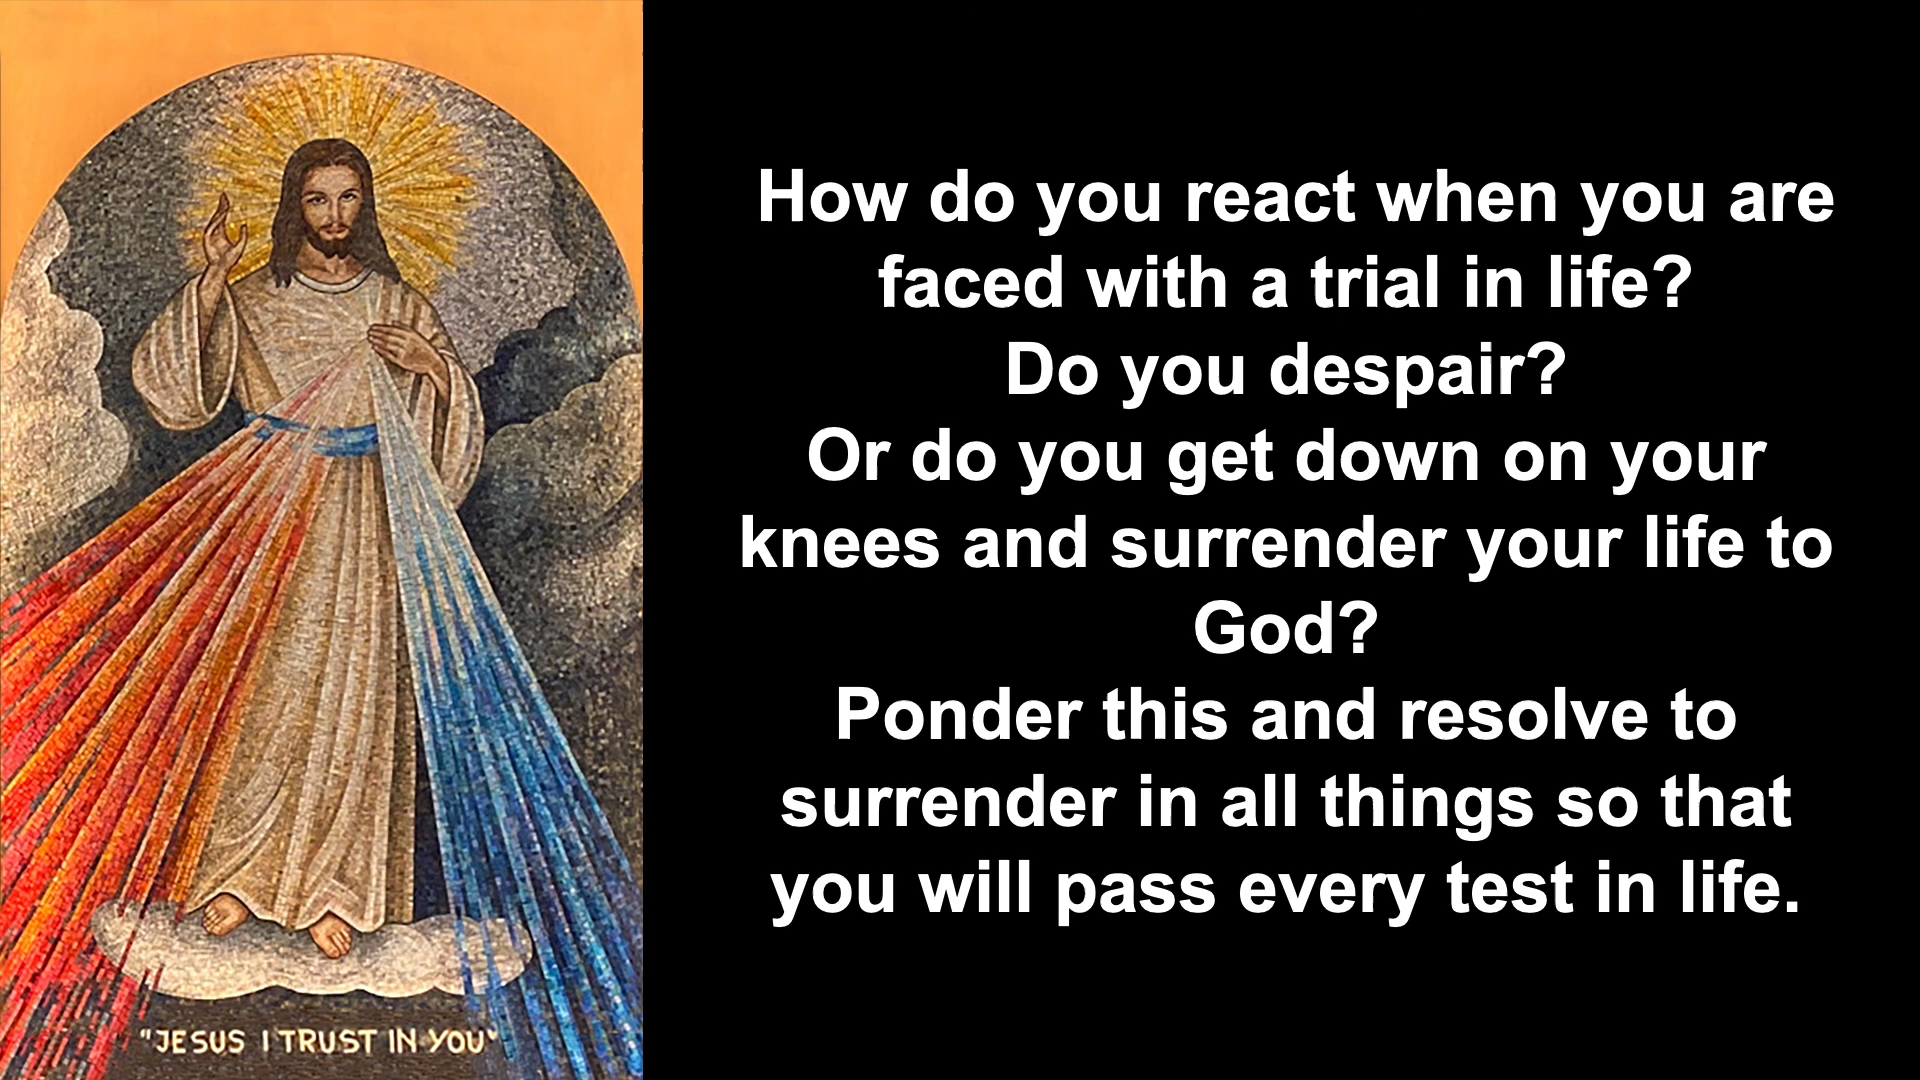 How do you react when you are
faced with a trial in life?
Do you despair?
Or do you get down on your
knees and surrender your life to
God?
Ponder this and resolve to
surrender in all things so that
you will pass every test in life.
"JESUS I TRUST IN YOU"